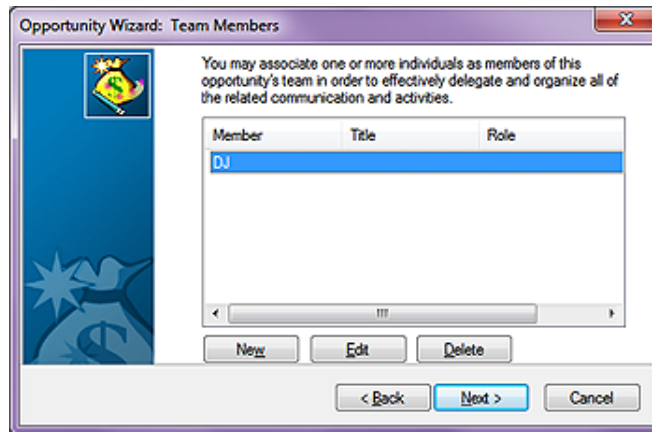 Opportunity Wizard: Team Members
You may associate one or more individuals as members of this
opportunity's team in order to effectively delegate and organize all of
the related communication and activities.
Member Title Role
DJ
New Edit Delete
< Back Next > Cancel